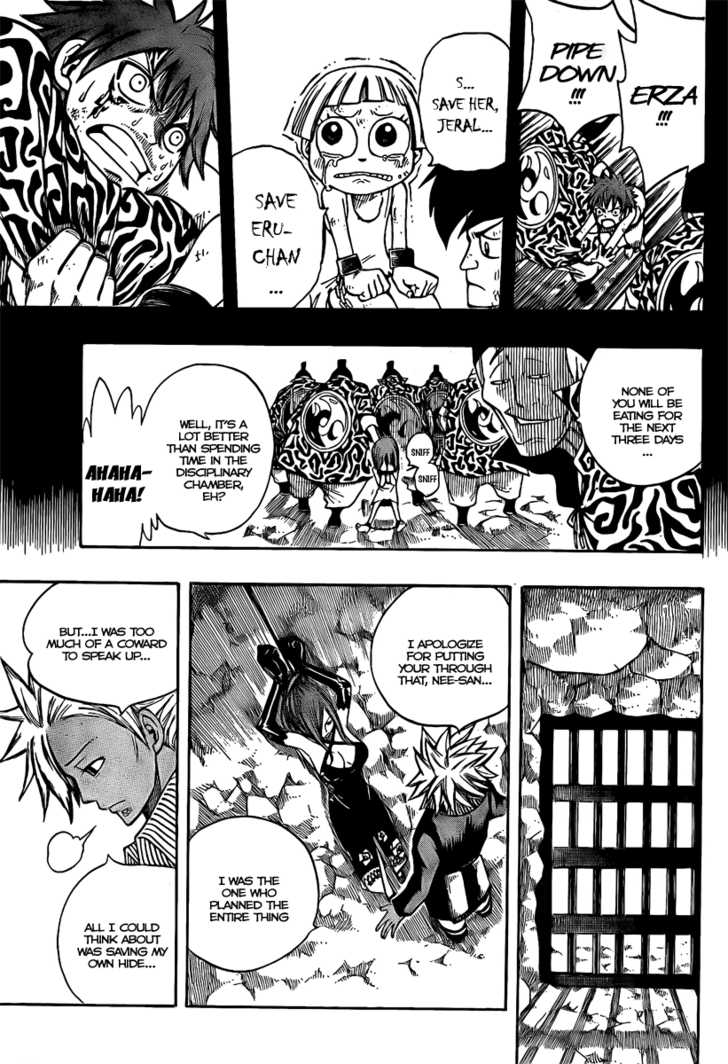 PIPE
DOWN
!!!
ERZA
!!!
S...
SAVE HER,
JERAL...
SAVE
ERU-
CHAN
...
NONE OF
YOU WILL BE
EATING FOR
THE NEXT
THREE DAYS
...
SNIFF
SNIFF
WELL, IT'S A
LOT BETTER
THAN SPENDING
TIME IN THE
DISCIPLINARY
CHAMBER,
EH?
AHAHA-
HAHA!
I APOLOGIZE
FOR PUTTING
YOUR THROUGH
THAT, NEE-SAN...
I WAS THE
ONE WHO
PLANNED THE
ENTIRE THING
BUT...I WAS TOO
MUCH OF A COWARD
TO SPEAK UP...
ALL I COULD
THINK ABOUT
WAS SAVING MY
OWN HIDE...